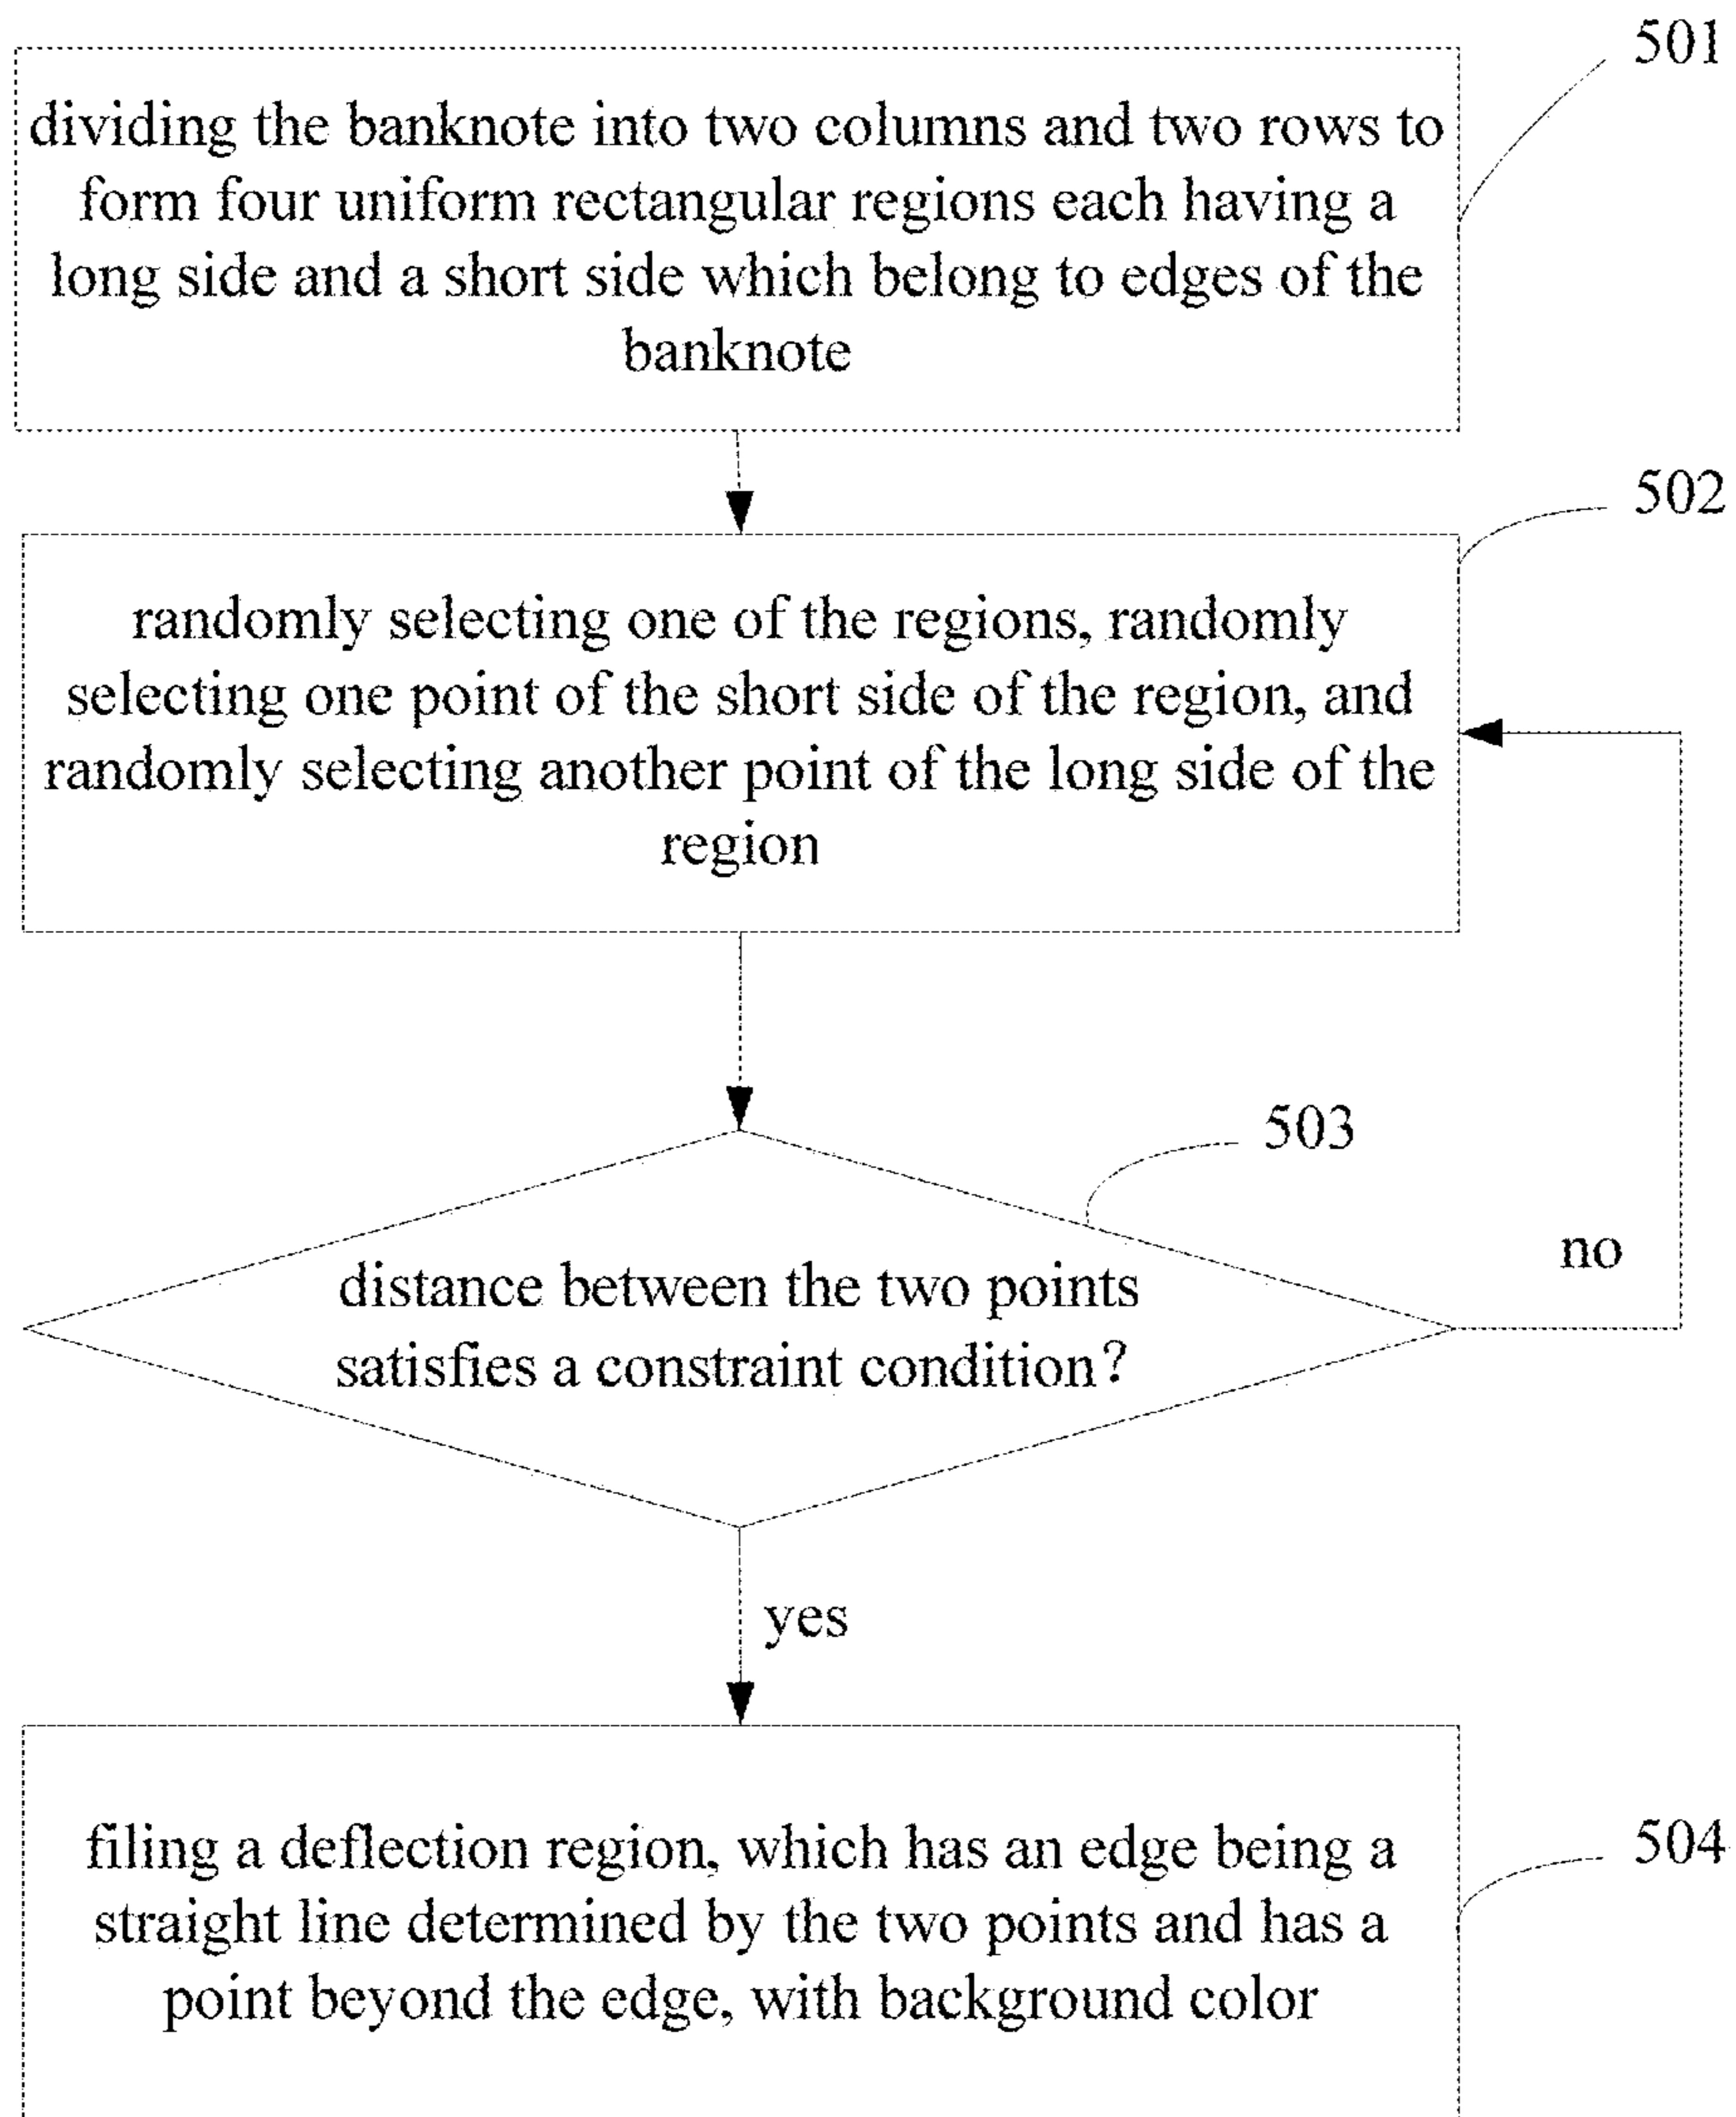 501
dividing the banknote into two columns and two rows to
form four uniform rectangular regions each having a
long side and a short side which belong to edges of the
banknote
502
randomly selecting one of the regions, randomly
selecting one point of the short side of the region, and
randomly selecting another point of the long side of the
region
503
no
distance between the two points
satisfies a constraint condition?
yes
504
filing a deflection region, which has an edge being a
straight line determined by the two points and has a
point beyond the edge, with background color